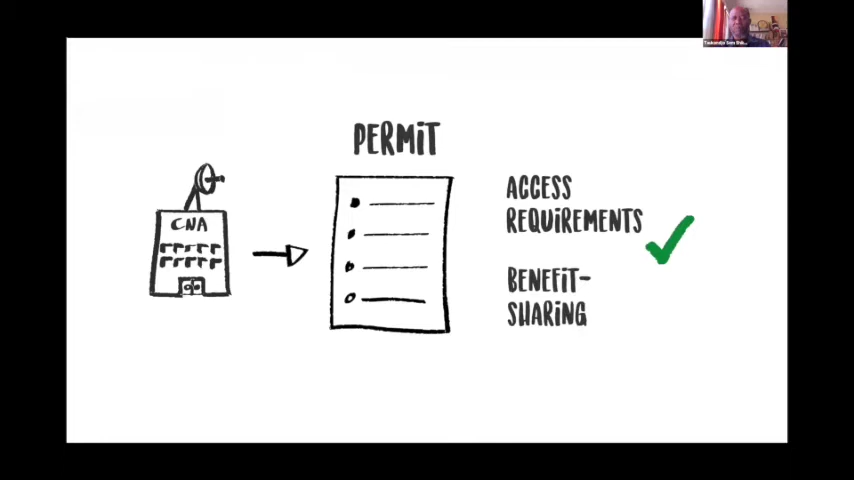 PERMIT
CNA
ACCESS
REQUIREMENTS
BENEFIT-
SHARING